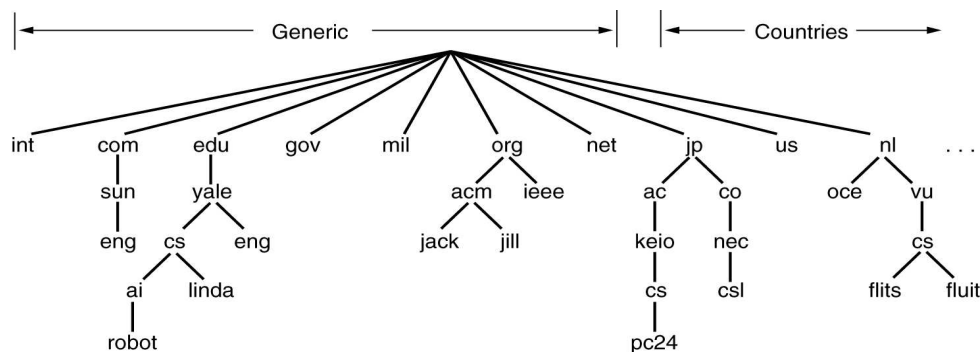 Generic Countries
int com edu gov mil org net jp us nl . . .
sun yale acm ieee ac co oce vu
eng cs eng jack jill keio nec cs
ai linda cs csl flits fluit
robot pc24